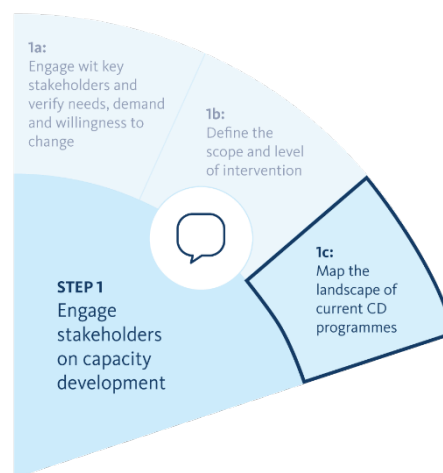 1a:
Engage wit key
stakeholders and
verify needs, demand
and willingness to
change
1b:
Define the
scope and level
of intervention
1c:
Map the
landscape of
current CD
programmes
STEP 1
Engage
stakeholders
on capacity
development